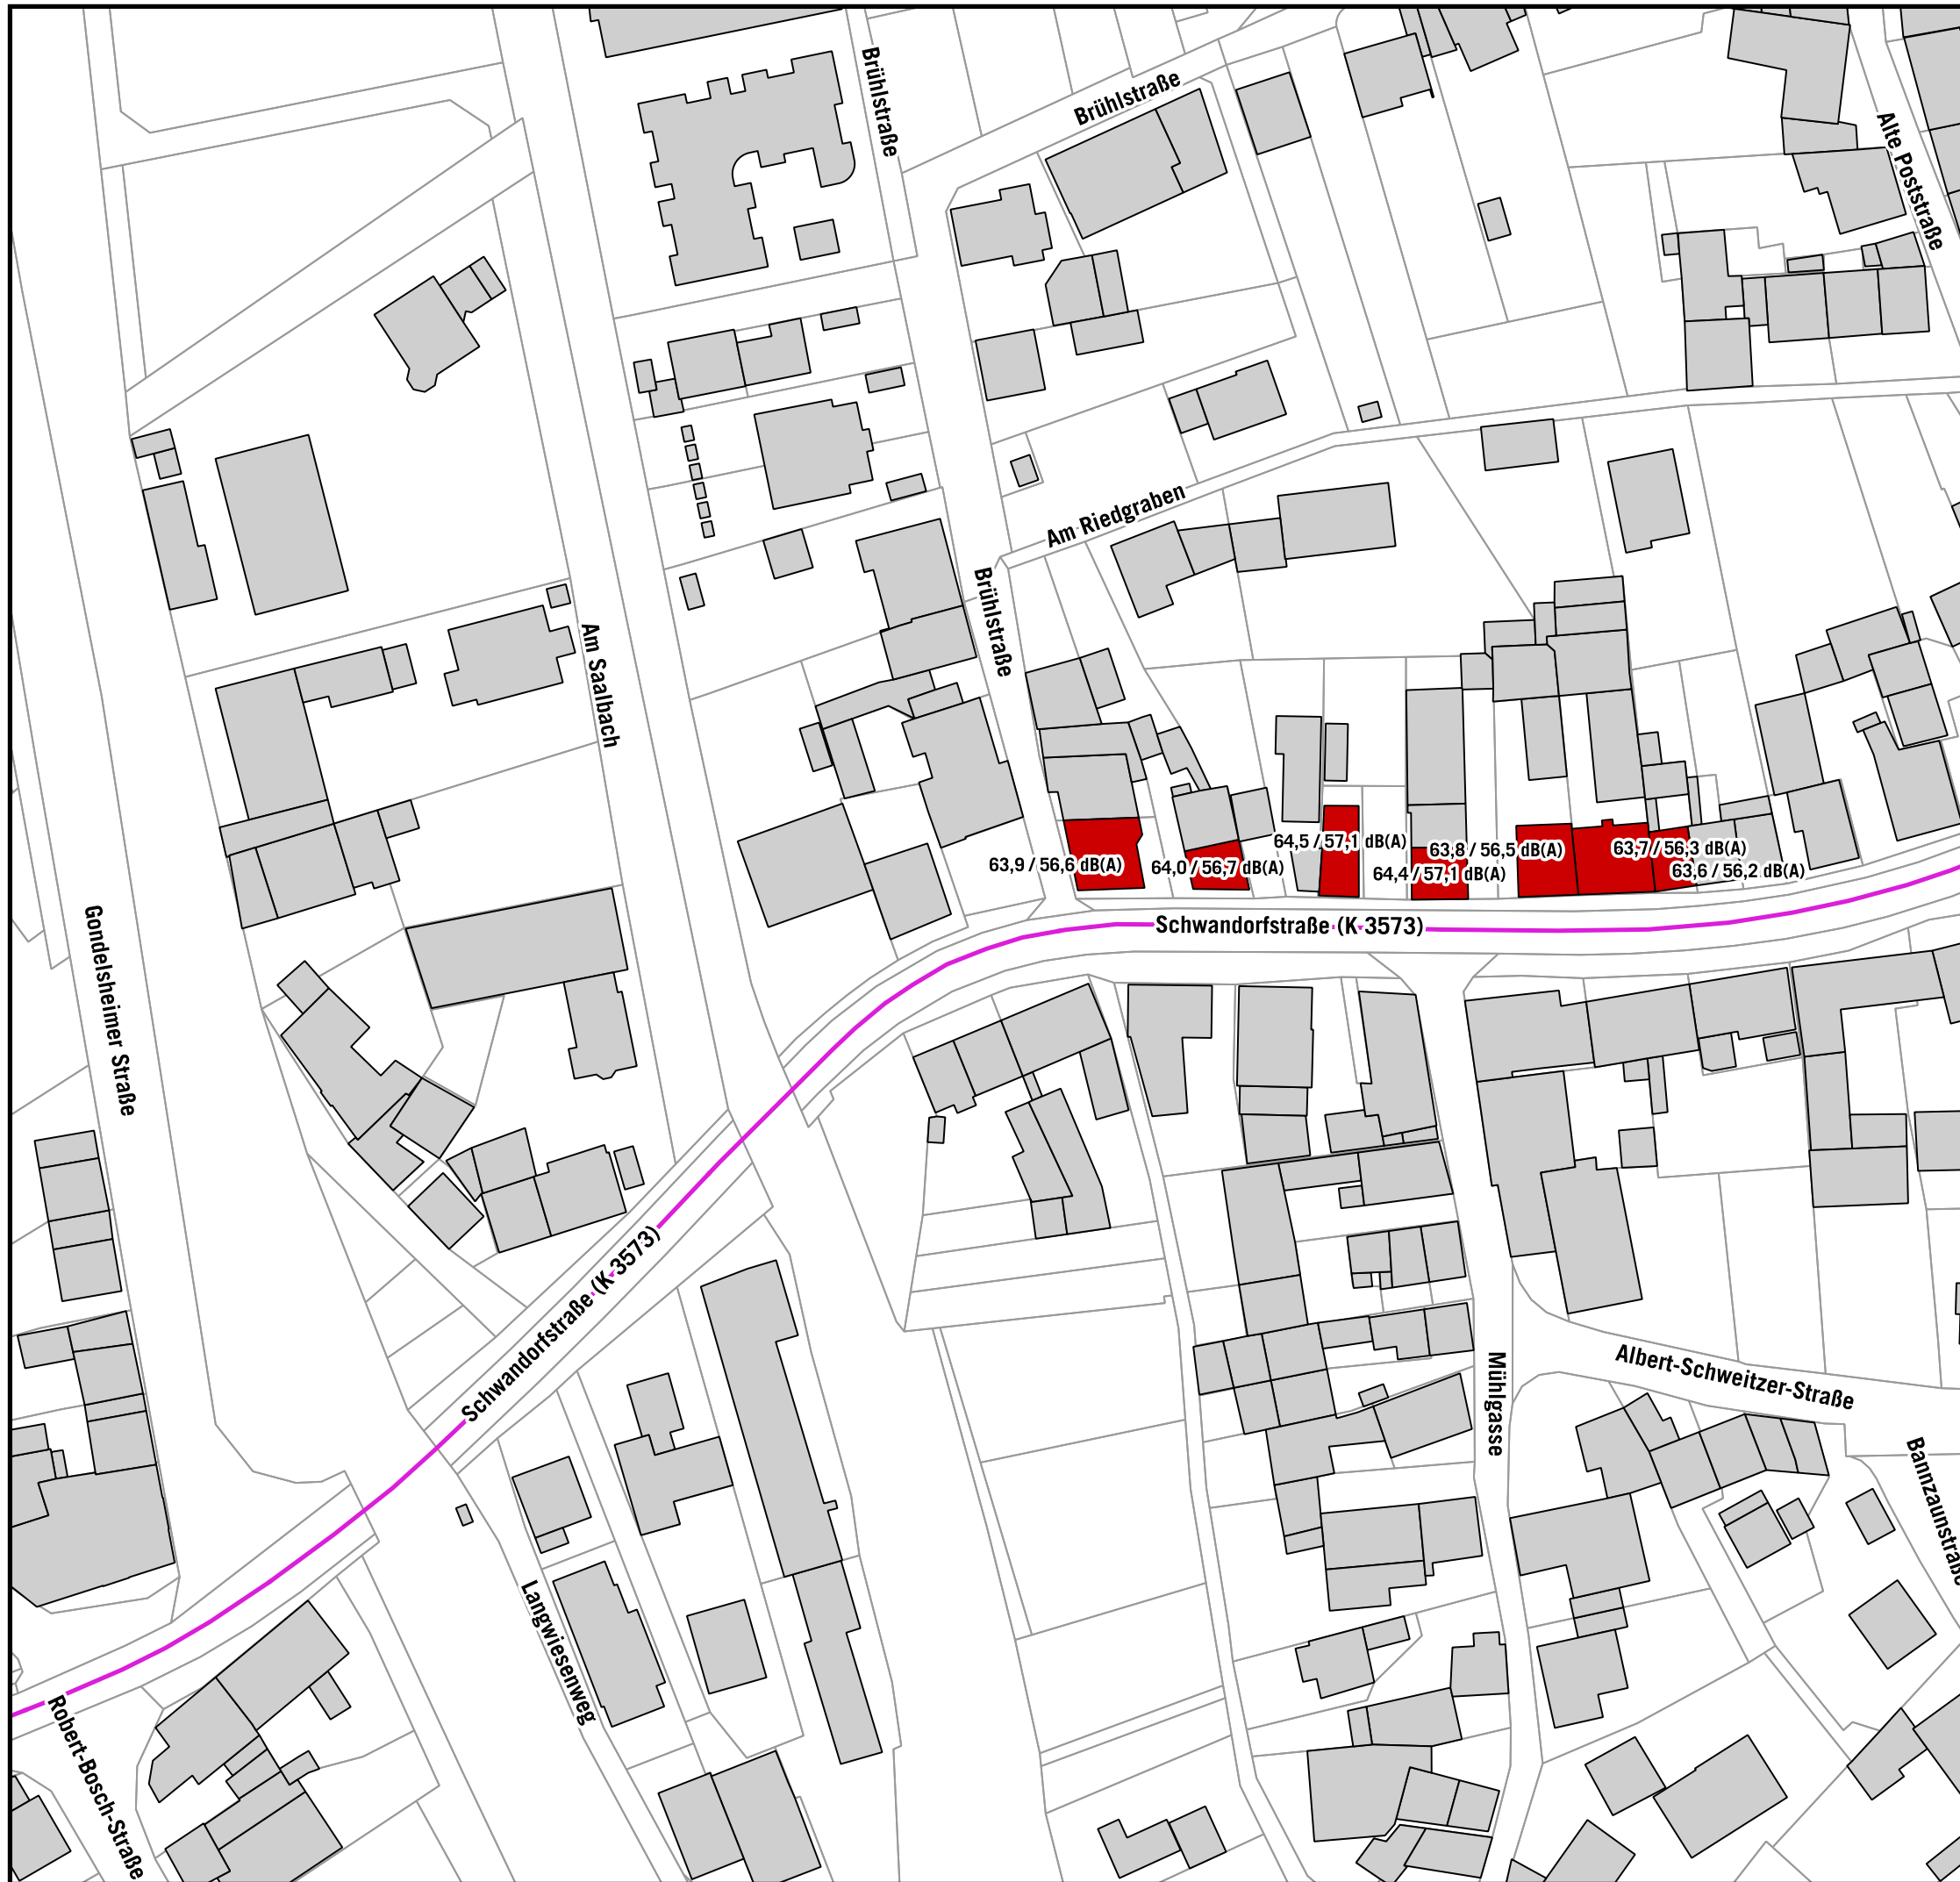 Brühlstraße
Brühlstraße
Alte Poststraße
Am Riedgraben
Brühlstraße
Am Saalbach
64,5 / 57,1 dB(A)
63,8 / 56,5 dB(A)
63,7 / 56,3 dB(A)
63,9 / 56,6 dB(A)
64,0 / 56,7 dB(A)
64,4 / 57,1 dB(A)
63,6 / 56,2 dB(A)
Schwandorfstraße (K 3573)
Gondelsheimer Straße
Schwandorfstraße (K 3573)
Mühlgasse
Albert-Schweitzer-Straße
Bannzaunstraße
Langwiesenweg
Robert-Bosch-Straße